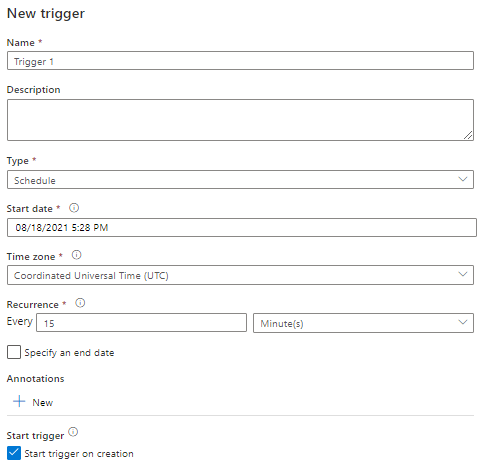 New trigger
Name *
Trigger 1
Description
Type *
Schedule
Start date *
08/18/2021 5:28 PM
Time zone *
Coordinated Universal Time (UTC)
Recurrence *
Every 15 Minute(s)
Specify an end date
Annotations
New
Start trigger
Start trigger on creation